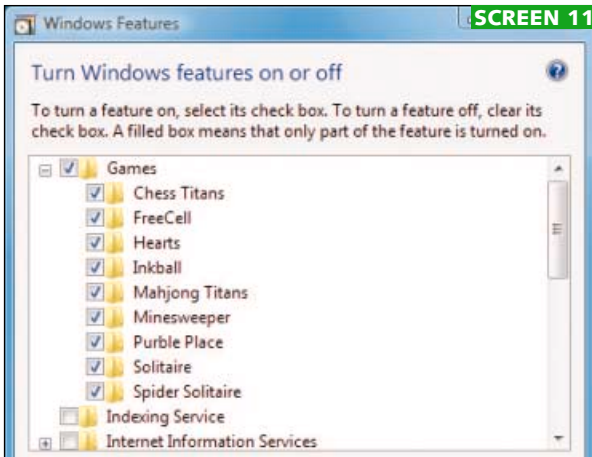 Windows Features
SCREEN 11
Turn Windows features on or off
To turn a feature on, select its check box. To turn a feature off, clear its
check box. A filled box means that only part of the feature is turned on.
Games
Chess Titans
FreeCell
Hearts
Inkball
Mahjong Titans
Minesweeper
Purble Place
Solitaire
Spider Solitaire
Indexing Service
Internet Information Services